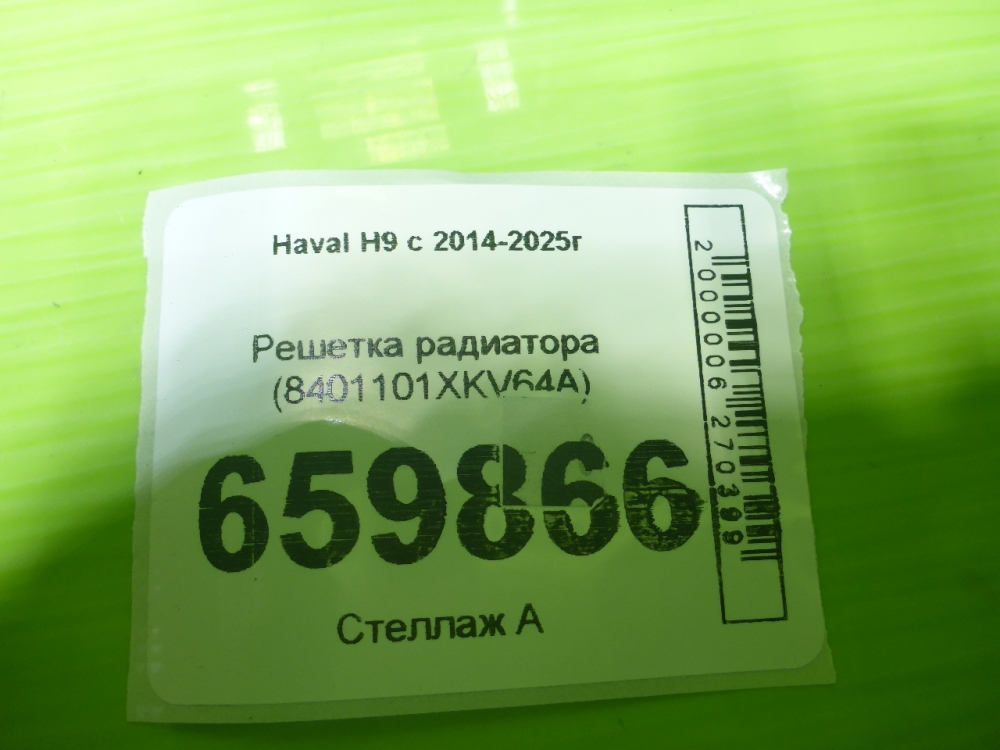 Haval H9 с 2014-2025г
Решетка радиатора
(8401101XKV64A)
659866
Стеллаж А
2000006270399